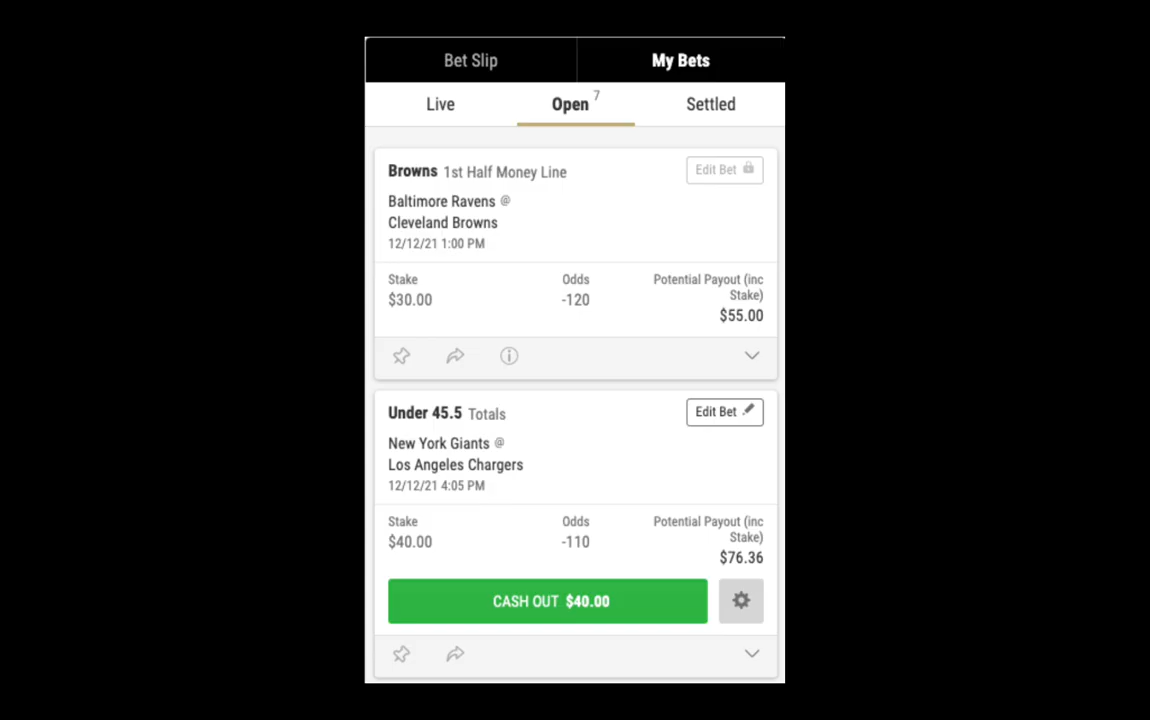 Bet Slip My Bets
Live Open 7 Settled
Browns 1st Half Money Line Edit Bet
Baltimore Ravens @
Cleveland Browns
12/12/21 1:00 PM
Stake Odds Potential Payout (inc
Stake)
$30.00 -120 $55.00
Under 45.5 Totals Edit Bet
New York Giants @
Los Angeles Chargers
12/12/21 4:05 PM
Stake Odds Potential Payout (inc
Stake)
$40.00 -110 $76.36
CASH OUT $40.00